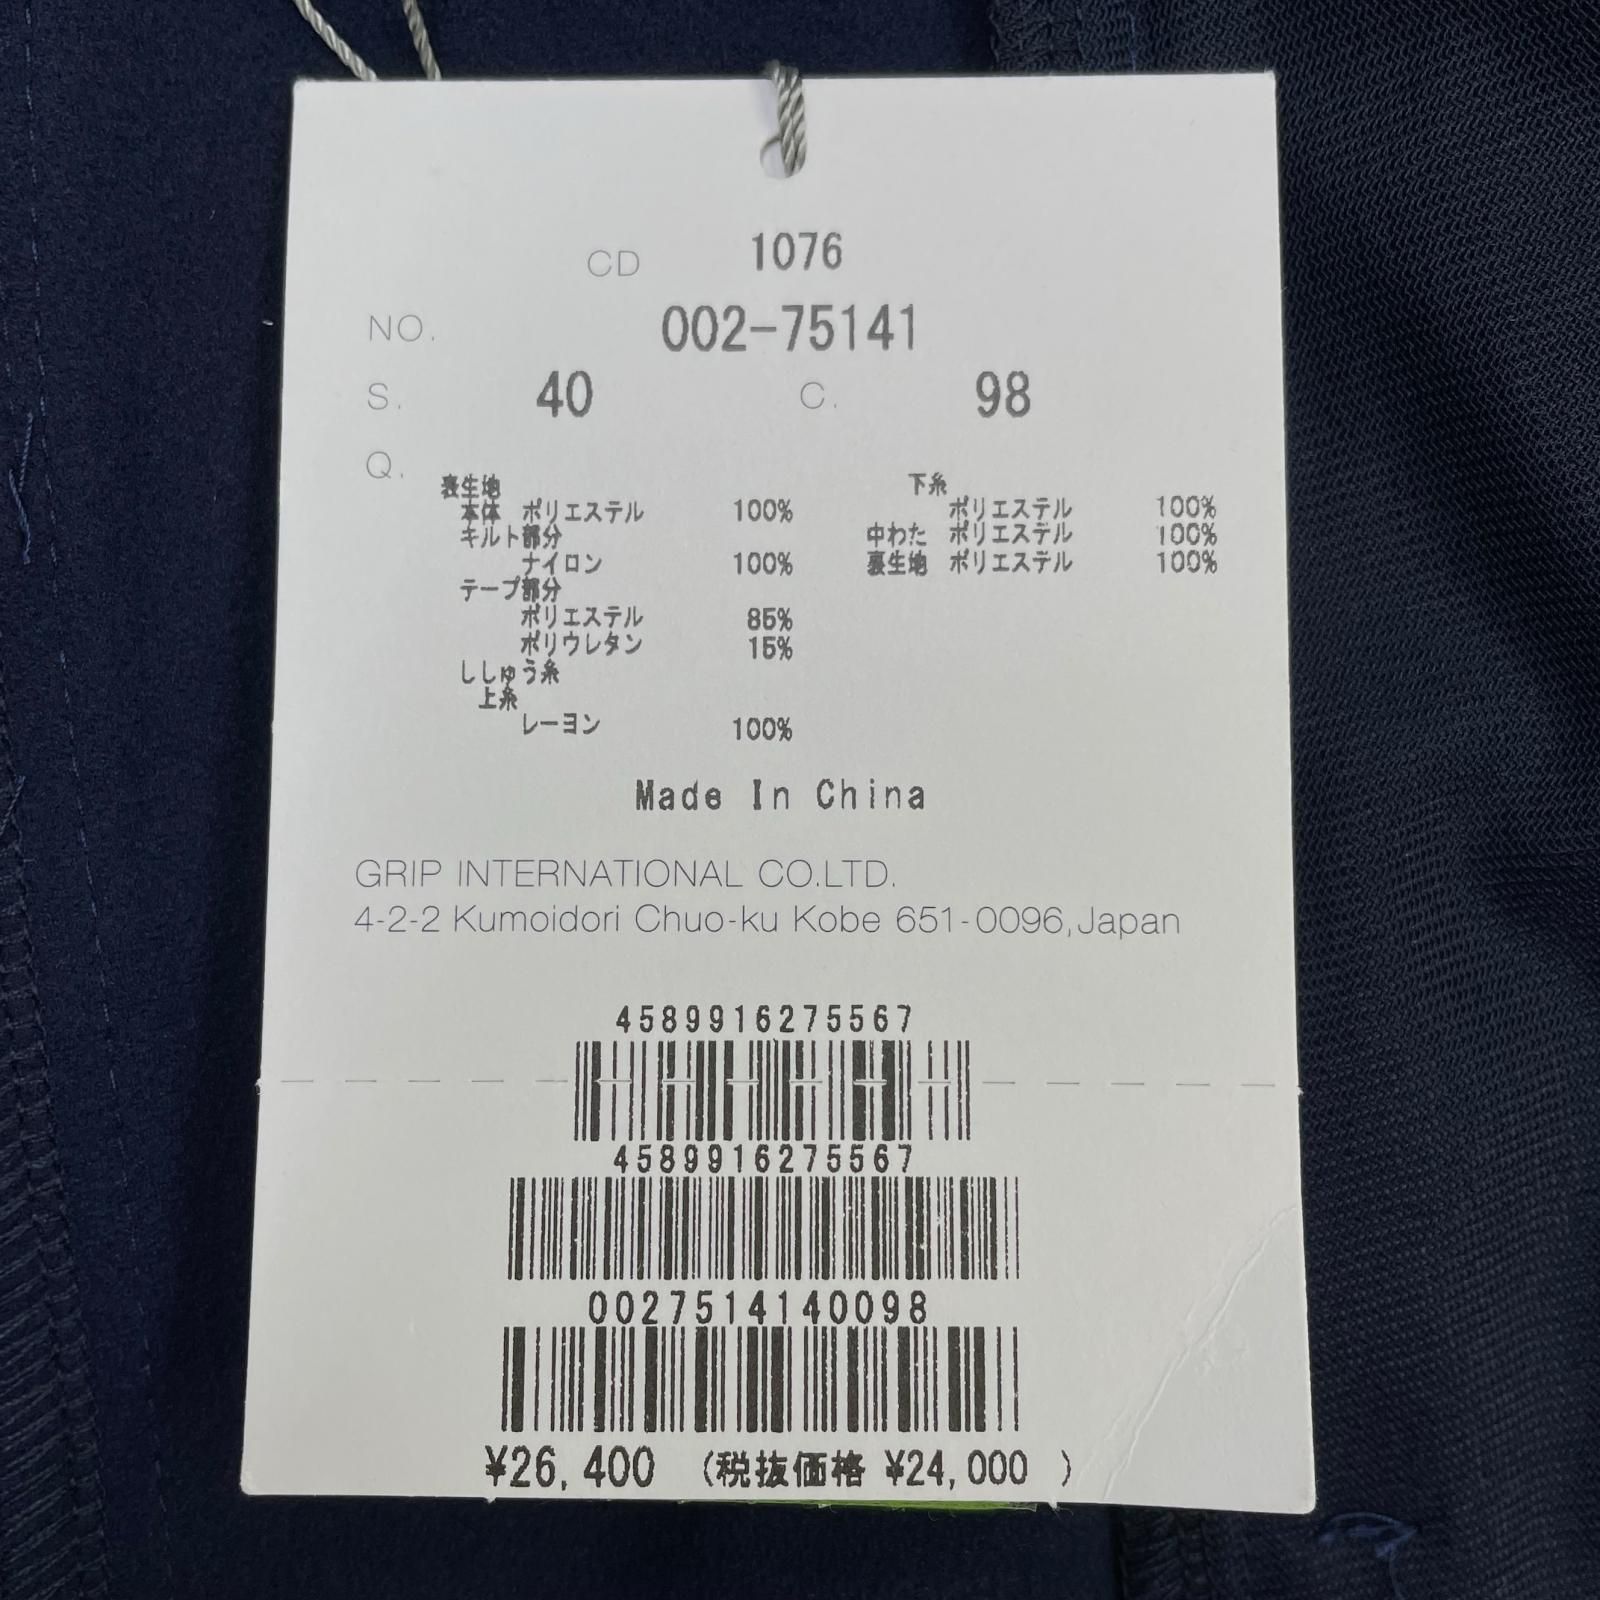 CD 1076
NO. 002-75141
S. 40 C. 98
Q.
表生地
本体 ポリエステル 100%
キルト部分
ナイロン 100%
テープ部分
ポリエステル 85%
ポリウレタン 15%
ししゅう糸
上糸
レーヨン 100%
下糸
ポリエステル 100%
中わた ポリエステル 100%
裏生地 ポリエステル 100%
Made In China
GRIP INTERNATIONAL CO.LTD.
4-2-2 Kumoidori Chuo-ku Kobe 651-0096,Japan
4589916275567
4589916275567
0027514140098
¥26,400 (税抜価格 ¥24,000 )